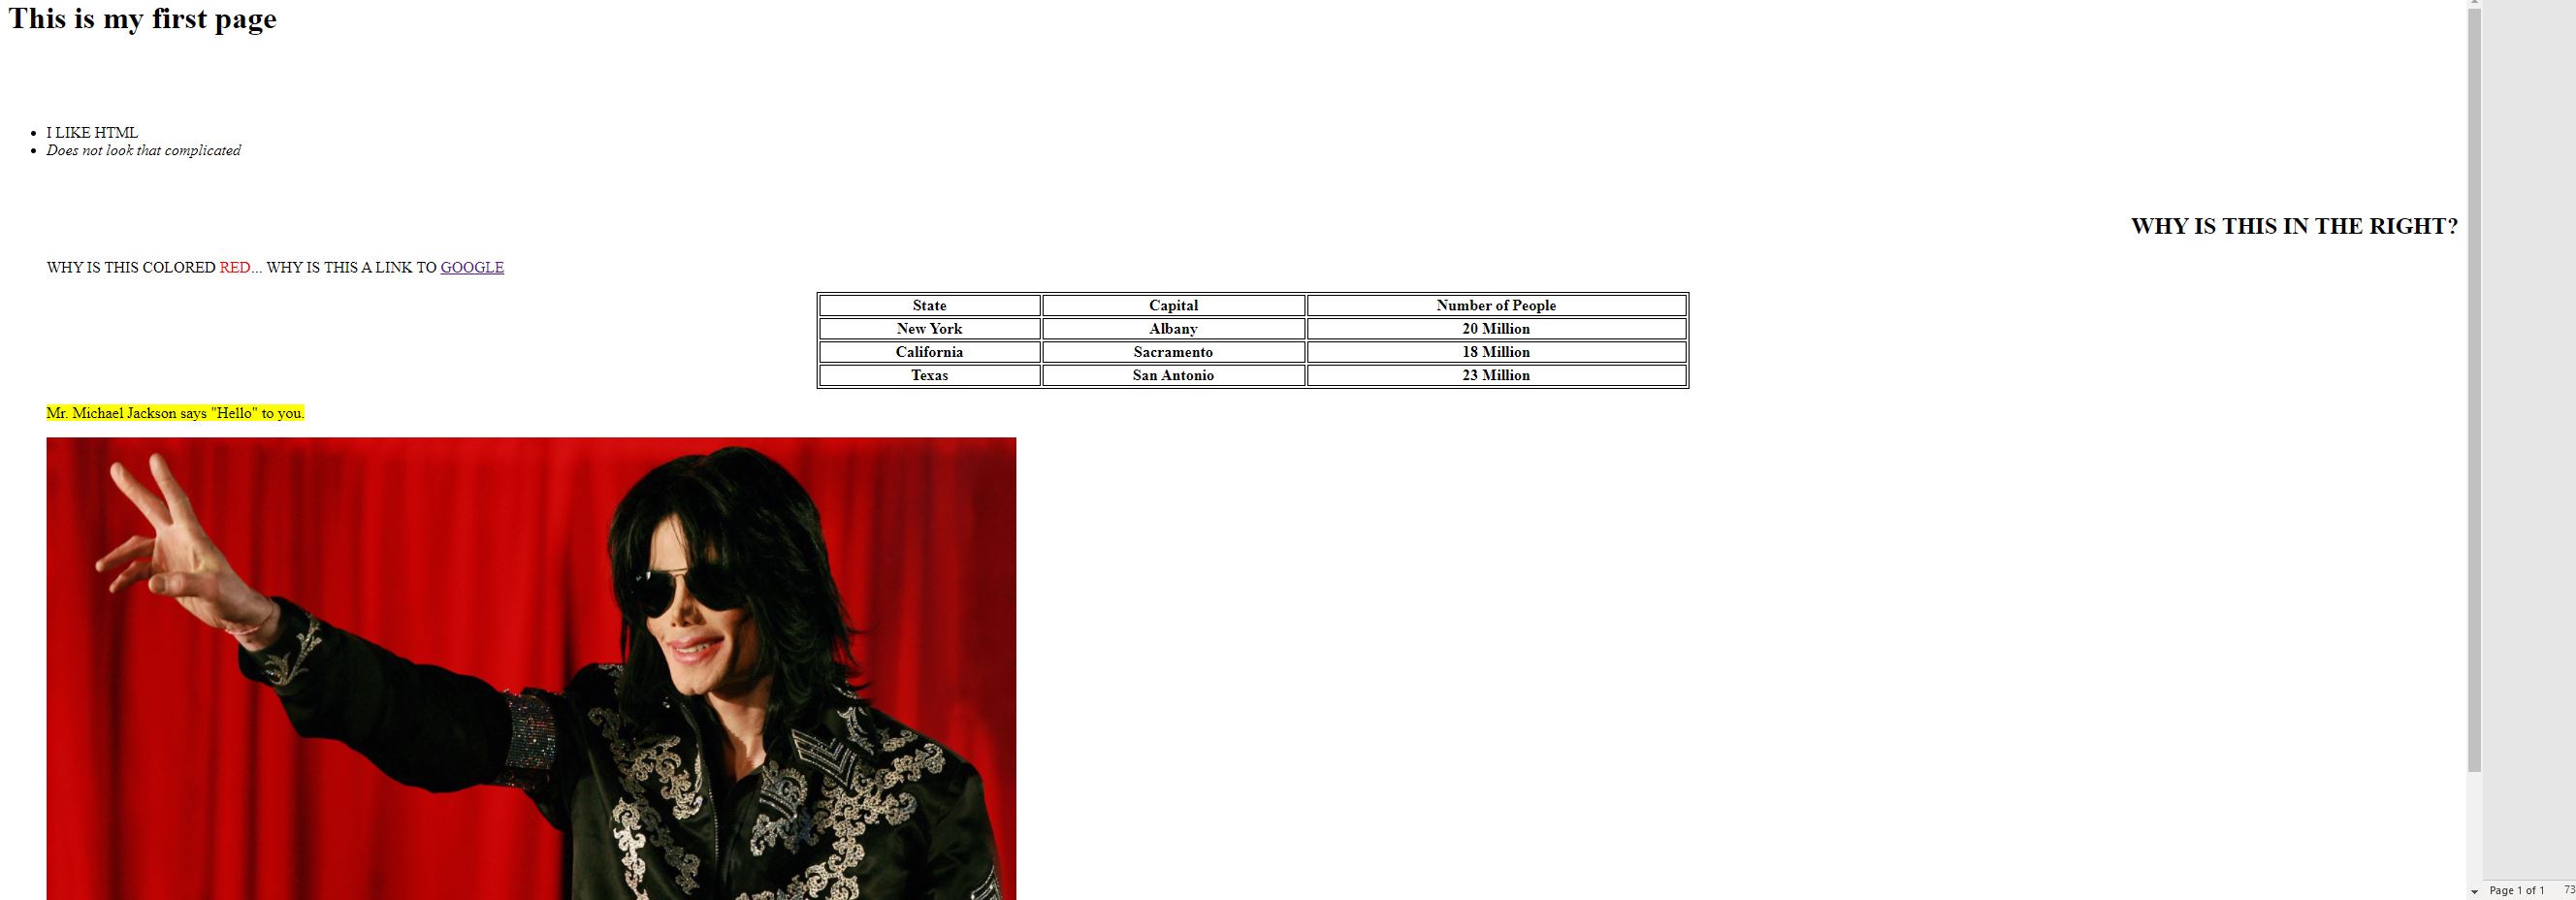 This is my first page
I LIKE HTML
Does not look that complicated
WHY IS THIS IN THE RIGHT?
WHY IS THIS COLORED RED... WHY IS THIS A LINK TO GOOGLE
State Capital Number of People
New York Albany 20 Million
California Sacramento 18 Million
Texas San Antonio 23 Million
Mr. Michael Jackson says "Hello" to you.
Page 1 of 1 73